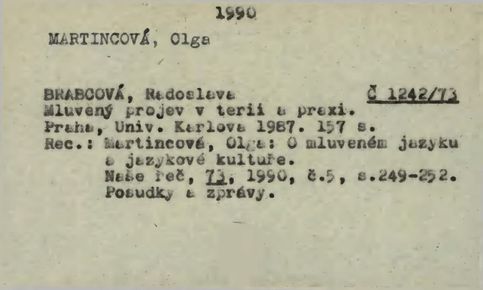 1990
MARTINCOVÁ, Olga
BRABCOVÁ, Radoslava Č 1242/73
Mluvený projev v terii a praxi.
Praha, Univ. Karlova 1987. 157 s.
Rec.: Martincová, Olga: O mluveném jazyku
a jazykové kultuře.
Naše řeč, 73, 1990, č.5, s.249-252.
Posudky a zprávy.